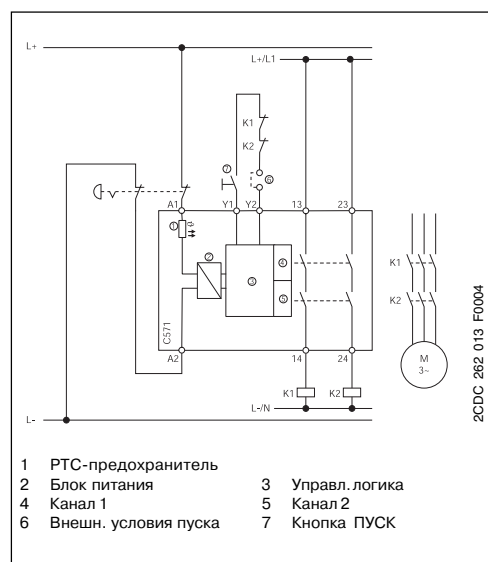 L+
L+/L1
K1
K2
7
6
A1
Y1 Y2
13
23
1
2
3
4
5
C571
A2
14
24
K1
K2
K1
K2
M
3~
L-/N
L-
2CDC 262 013 F0004
1 РТС-предохранитель
2 Блок питания 3 Управл. логика
4 Канал 1 5 Канал 2
6 Внешн. условия пуска 7 Кнопка ПУСК